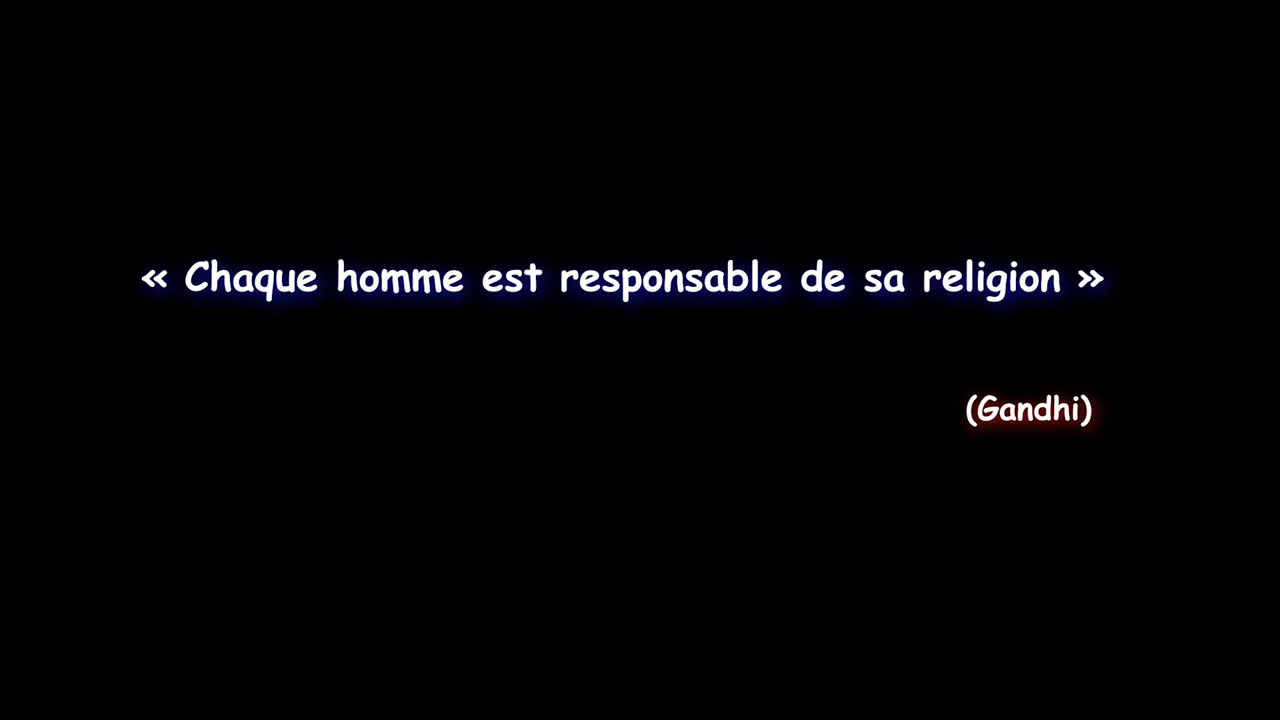 « Chaque homme est responsable de sa religion »
(Gandhi)